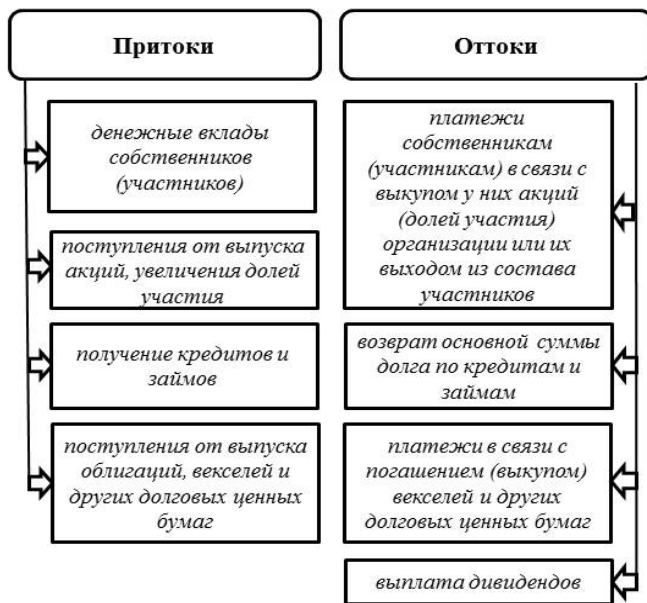 Притоки
денежные вклады
собственников
(участников)
поступления от выпуска
акций, увеличения долей
участия
получение кредитов и
займов
поступления от выпуска
облигаций, векселей и
других долговых ценных
бумаг
Оттоки
платежи
собственникам
(участникам) в связи с
выкупом у них акций
(долей участия)
организации или их
выходом из состава
участников
возврат основной суммы
долга по кредитам и
займам
платежи в связи с
погашением (выкупом)
векселей и других
долговых ценных бумаг
выплата дивидендов